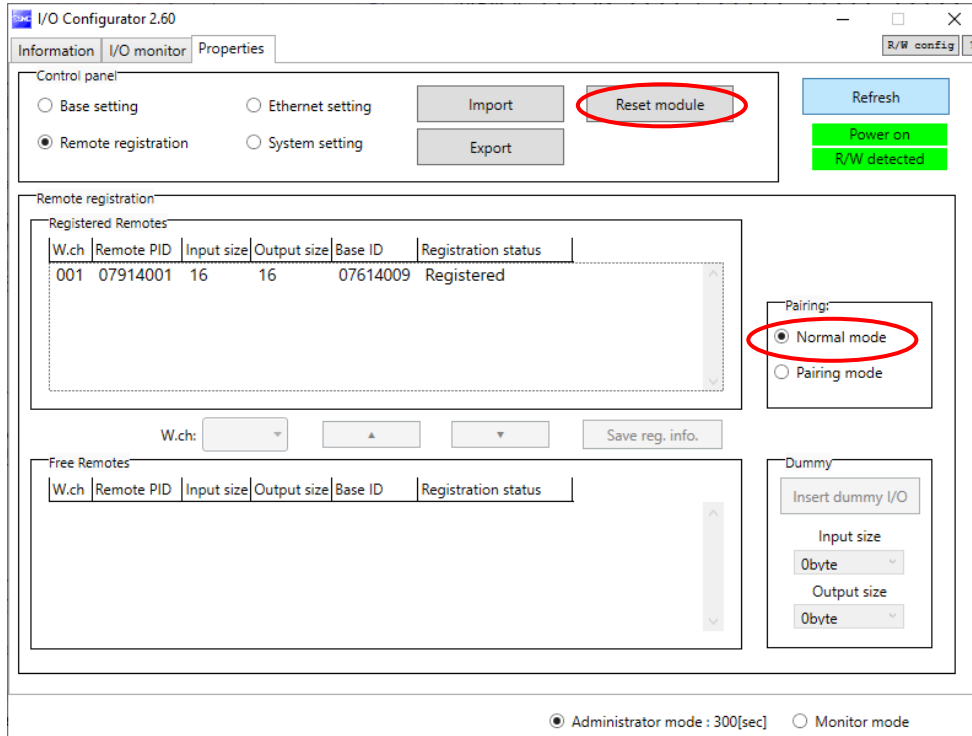 SMC I/O Configurator 2.60
Information I/O monitor Properties R/W config
Control panel
Base setting Ethernet setting Import Reset module Refresh
Remote registration System setting Export Power on
R/W detected
Remote registration
Registered Remotes
W.ch Remote PID Input size Output size Base ID Registration status
001 07914001 16 16 07614009 Registered
Pairing:
Normal mode
Pairing mode
W.ch: ▲ ▼ Save reg. info.
Free Remotes
W.ch Remote PID Input size Output size Base ID Registration status
Dummy
Insert dummy I/O
Input size
0byte
Output size
0byte
Administrator mode : 300[sec] Monitor mode